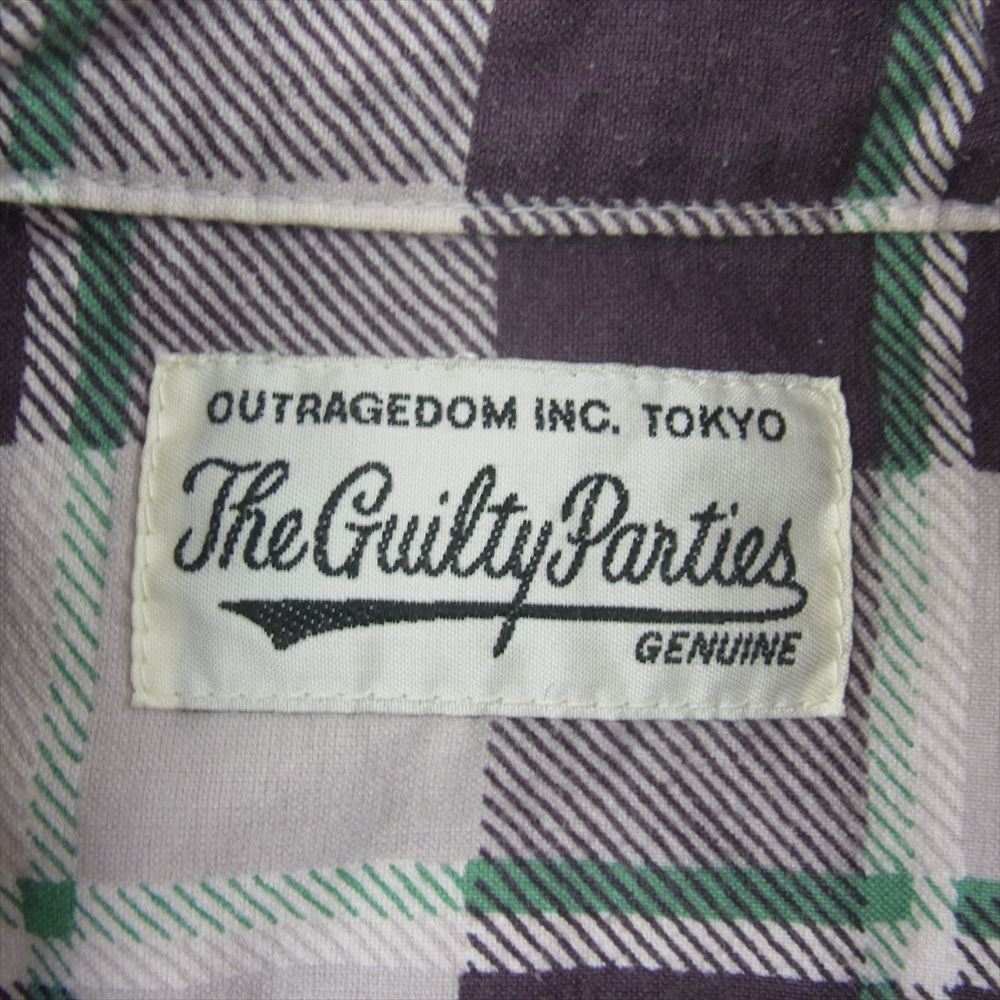 OUTRAGEDOM INC. TOKYO
The Guilty Parties
GENUINE